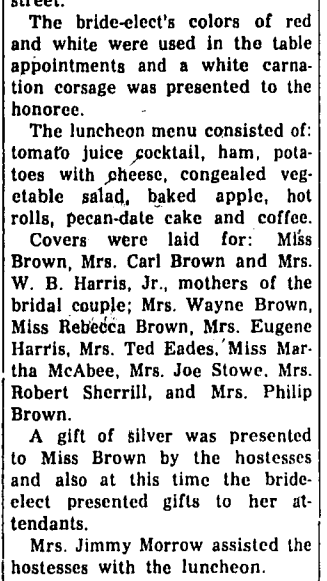 street.
The bride-elect's colors of red
and white were used in the table
appointments and a white carna-
tion corsage was presented to the
honoree.
The luncheon menu consisted of:
tomato juice cocktail, ham, pota-
toes with cheese, congealed veg-
etable salad, baked apple, hot
rolls, pecan-date cake and coffee.
Covers were laid for: Miss
Brown, Mrs. Carl Brown and Mrs.
W. B. Harris, Jr., mothers of the
bridal couple; Mrs. Wayne Brown,
Miss Rebecca Brown, Mrs. Eugene
Harris, Mrs. Ted Eades, Miss Mar-
tha McAbee, Mrs. Joe Stowe, Mrs.
Robert Sherrill, and Mrs. Philip
Brown.
A gift of silver was presented
to Miss Brown by the hostesses
and also at this time the bride-
elect presented gifts to her at-
tendants.
Mrs. Jimmy Morrow assisted the
hostesses with the luncheon.